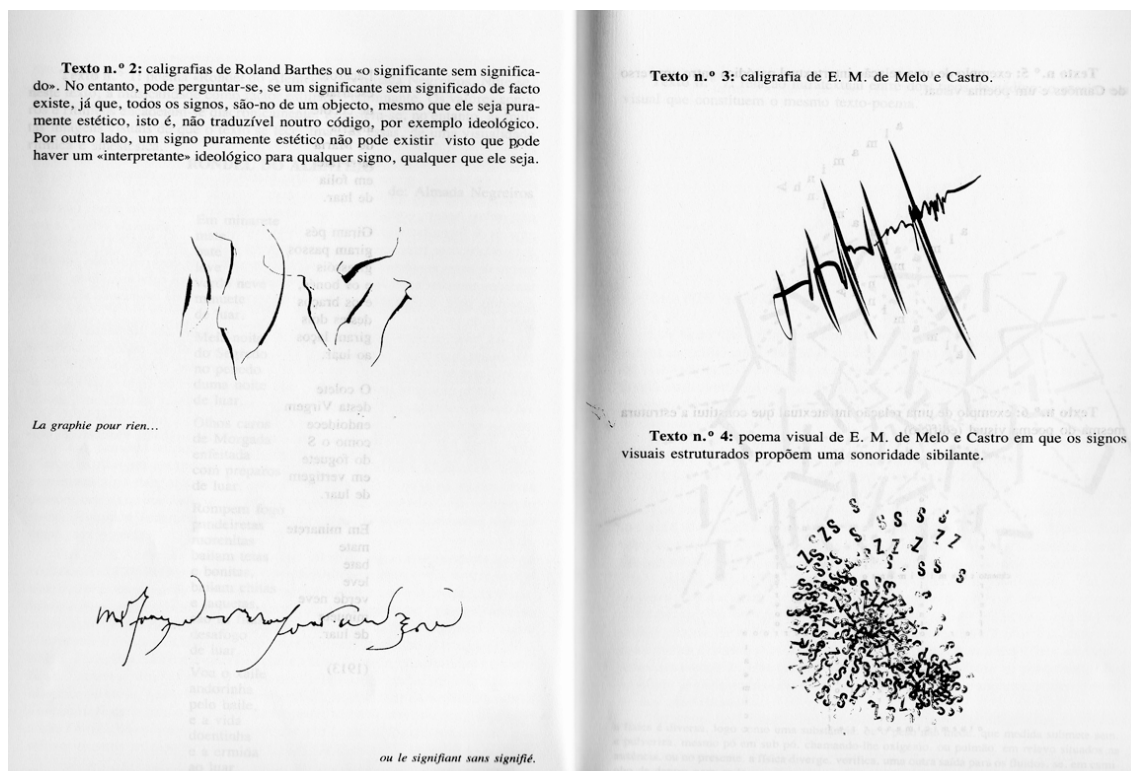 Texto n.º 2: caligrafias de Roland Barthes ou «o significante sem significa-
do». No entanto, pode perguntar-se, se um significante sem significado de facto
existe, já que, todos os signos, são-no de um objecto, mesmo que ele seja pura-
mente estético, isto é, não traduzível noutro código, por exemplo ideológico.
Por outro lado, um signo puramente estético não pode existir visto que pode
haver um «interpretante» ideológico para qualquer signo, qualquer que ele seja.
La graphie pour rien...
ou le signifiant sans signifié.
Texto n.º 3: caligrafia de E. M. de Melo e Castro.
Texto n.º 4: poema visual de E. M. de Melo e Castro em que os signos
visuais estruturados propõem uma sonoridade sibilante.